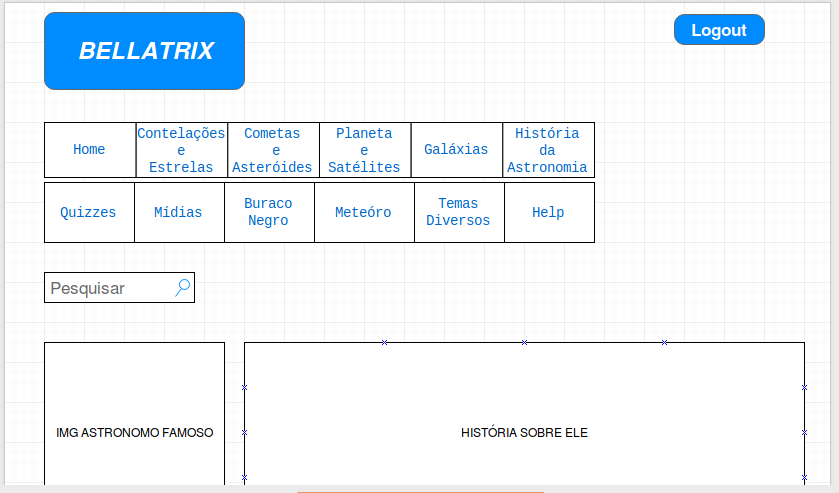 BELLATRIX
Logout
Home
Contelações
e
Estrelas
Cometas
e
Asteróides
Planeta
e
Satélites
Galáxias
História
da
Astronomia
Quizzes
Mídias
Buraco
Negro
Meteóro
Temas
Diversos
Help
Pesquisar
IMG ASTRONOMO FAMOSO
HISTÓRIA SOBRE ELE